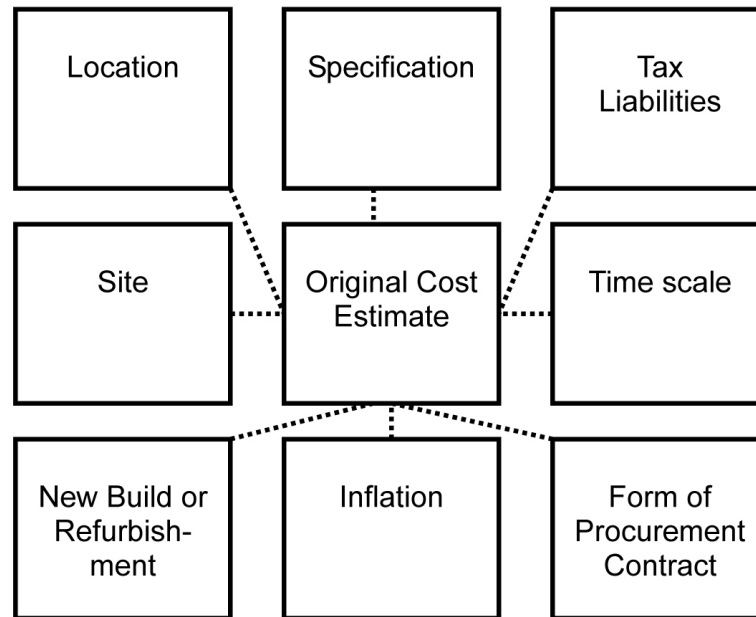 Location
Specification
Tax
Liabilities
Site
Original Cost
Estimate
Time scale
New Build or
Refurbish-
ment
Inflation
Form of
Procurement
Contract